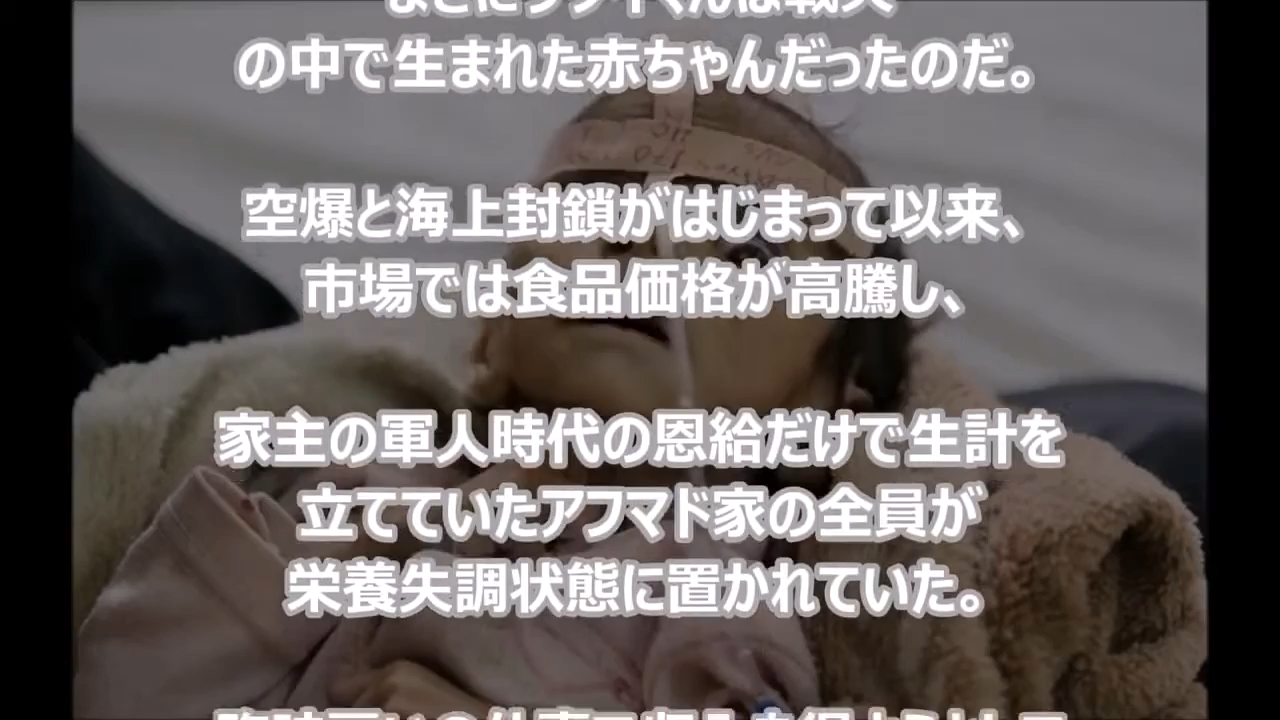 の中で生まれた赤ちゃんだったのだ。
空爆と海上封鎖がはじまって以来、
市場では食品価格が高騰し、
家主の軍人時代の恩給だけで生計を
立てていたアフマド家の全員が
栄養失調状態に置かれていた。